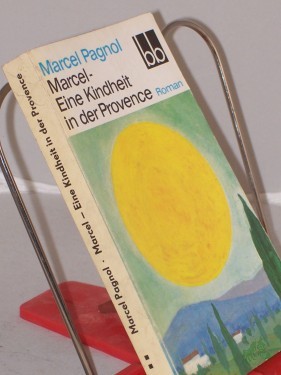 Marcel Pagnol
Marcel-
Eine Kindheit
in der Provence
Roman
bb
Marcel Pagnol · Marcel – Eine Kindheit in der Provence